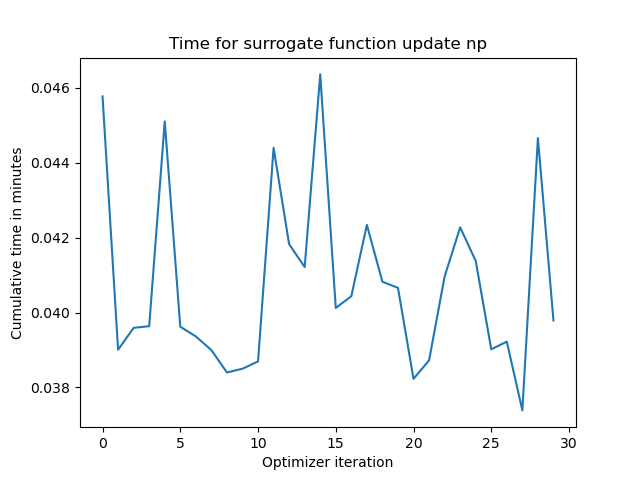 Time for surrogate function update np
Cumulative time in minutes
0.046
0.044
0.042
0.040
0.038
0 5 10 15 20 25 30
Optimizer iteration